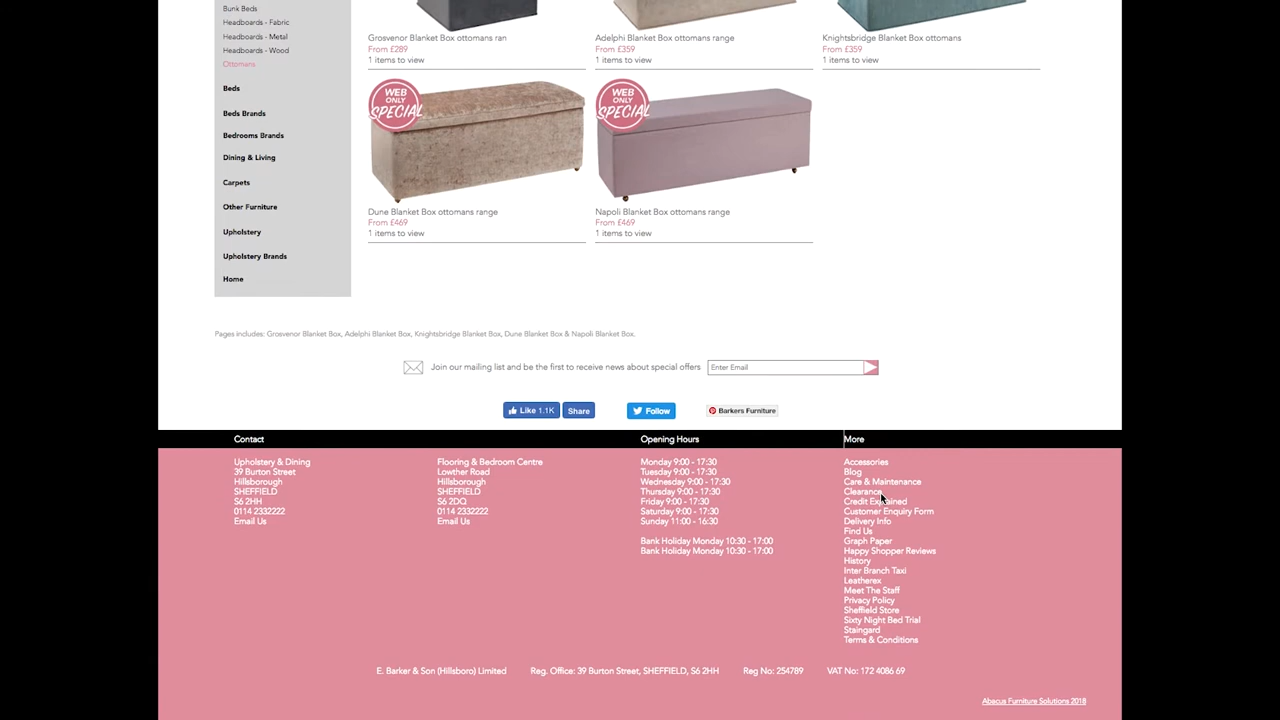 Bunk Beds
Headboards - Fabric
Headboards - Metal
Headboards - Wood
Ottomans
Beds
Beds Brands
Bedrooms Brands
Dining & Living
Carpets
Other Furniture
Upholstery
Upholstery Brands
Home
Grosvenor Blanket Box ottomans ran
From £289
1 items to view
Adelphi Blanket Box ottomans range
From £359
1 items to view
Knightsbridge Blanket Box ottomans
From £359
1 items to view
WEB
ONLY
SPECIAL
Dune Blanket Box ottomans range
From £469
1 items to view
WEB
ONLY
SPECIAL
Napoli Blanket Box ottomans range
From £469
1 items to view
Pages includes: Grosvenor Blanket Box, Adelphi Blanket Box, Knightsbridge Blanket Box, Dune Blanket Box & Napoli Blanket Box.
Join our mailing list and be the first to receive news about special offers
Enter Email
Like 1.1K
Share
Follow
Barkers Furniture
Contact
Upholstery & Dining
39 Burton Street
Hillsborough
SHEFFIELD
S6 2HH
0114 2332222
Email Us
Flooring & Bedroom Centre
Lowther Road
Hillsborough
SHEFFIELD
S6 2DQ
0114 2332222
Email Us
Opening Hours
Monday 9:00 - 17:30
Tuesday 9:00 - 17:30
Wednesday 9:00 - 17:30
Thursday 9:00 - 17:30
Friday 9:00 - 17:30
Saturday 9:00 - 17:30
Sunday 11:00 - 16:30
Bank Holiday Monday 10:30 - 17:00
Bank Holiday Monday 10:30 - 17:00
More
Accessories
Blog
Care & Maintenance
Clearance
Credit Explained
Customer Enquiry Form
Delivery Info
Find Us
Graph Paper
Happy Shopper Reviews
History
Inter Branch Taxi
Leatherex
Meet The Staff
Privacy Policy
Sheffield Store
Sixty Night Bed Trial
Staingard
Terms & Conditions
E. Barker & Son (Hillsboro) Limited Reg. Office: 39 Burton Street, SHEFFIELD, S6 2HH Reg No: 254789 VAT No: 172 4086 69
Abacus Furniture Solutions 2018